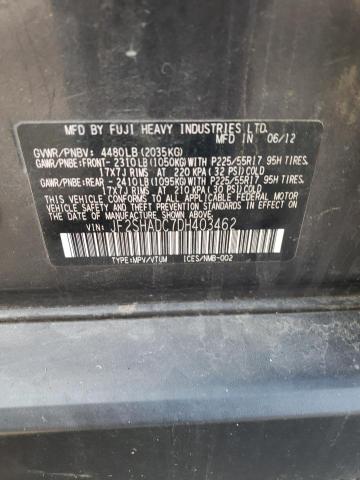 MFD BY FUJI HEAVY INDUSTRIES LTD.
MFD IN 06/12
GVWR/PNBV: 4480LB (2035KG)
GAWR/PNBE:FRONT- 2310LB(1050KG)WITH P225/55R17 95H TIRES.
17X7J RIMS AT 220KPA(32 PSI)COLD
GAWR/PNBE:REAR - 2410LB(1095KG)WITH P225/55R17 95H TIRES.
17X7J RIMS AT 210KPA(30 PSI)COLD
THIS VEHICLE CONFORMS TO ALL APPLICABLE FEDERAL MOTOR
VEHICLE SAFETY, BUMPER, AND THEFT PREVENTION STANDARDS
IN EFFECT ON THE DATE OF MANUFACTURE SHOWN ABOVE.
VIN: JF2SHADC7DH403462
TYPE:MPV/VTUM ICES/NMB-002